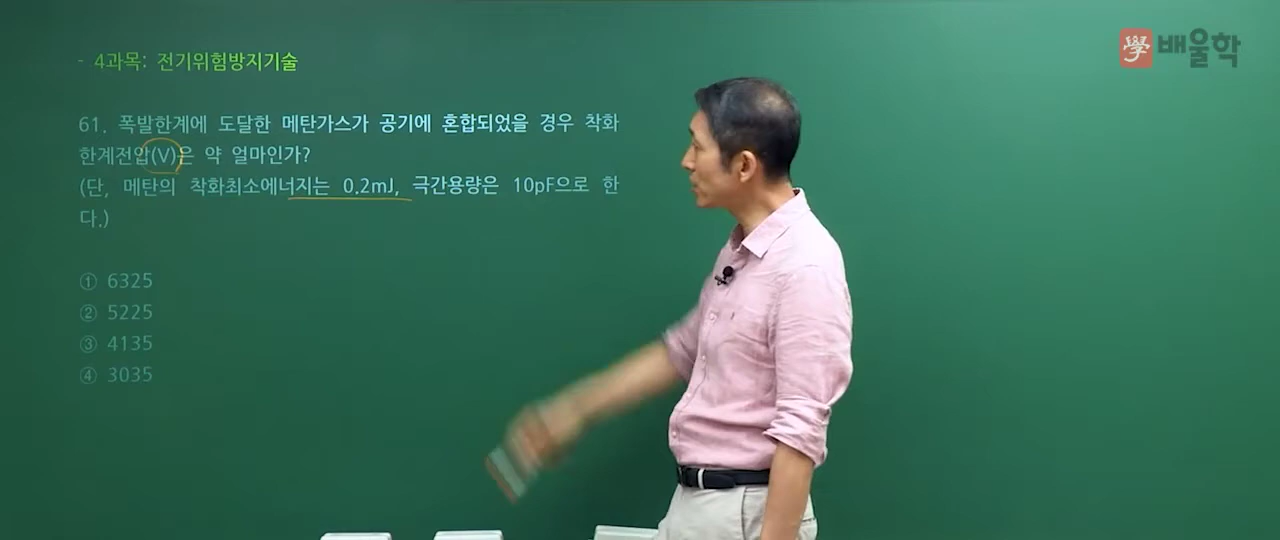 學 배울학
- 4과목: 전기위험방지기술
61. 폭발한계에 도달한 메탄가스가 공기에 혼합되었을 경우 착화
한계전압(V)은 약 얼마인가?
(단, 메탄의 착화최소에너지는 0.2mJ, 극간용량은 10pF으로 한
다.)
① 6325
② 5225
③ 4135
④ 3035